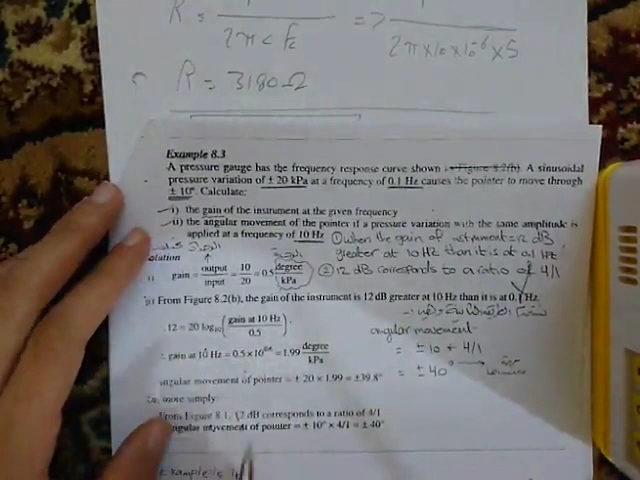 R =
2πcfc
=> 2π×10×10⁻⁶×5
R = 3180Ω
Example 8.3
A pressure gauge has the frequency response curve shown in Figure 8.2(b). A sinusoidal
pressure variation of ± 20 kPa at a frequency of 0.1 Hz causes the pointer to move through
± 10°. Calculate:
i) the gain of the instrument at the given frequency
ii) the angular movement of the pointer if a pressure variation with the same amplitude is
applied at a frequency of 10 Hz
① when the gain of instrument = 12 dB
greater at 10 Hz than it is at 0.1 Hz
② 12 dB corresponds to a ratio of 4/1
olution
gain = output/input = 10/20 = 0.5 degree/kPa
From Figure 8.2(b), the gain of the instrument is 12 dB greater at 10 Hz than it is at 0.1 Hz.
12 = 20 log₁₀ (gain at 10 Hz / 0.5)
∴ gain at 10 Hz = 0.5 × 10⁰·⁶ = 1.99 degree/kPa
angular movement of pointer = ± 20 × 1.99 = ±39.8°
angular movement
= ± 10 × 4/1
= ± 40°
more simply:
From Figure 8.1, 12 dB corresponds to a ratio of 4/1
angular movement of pointer = ± 10° × 4/1 = ± 40°